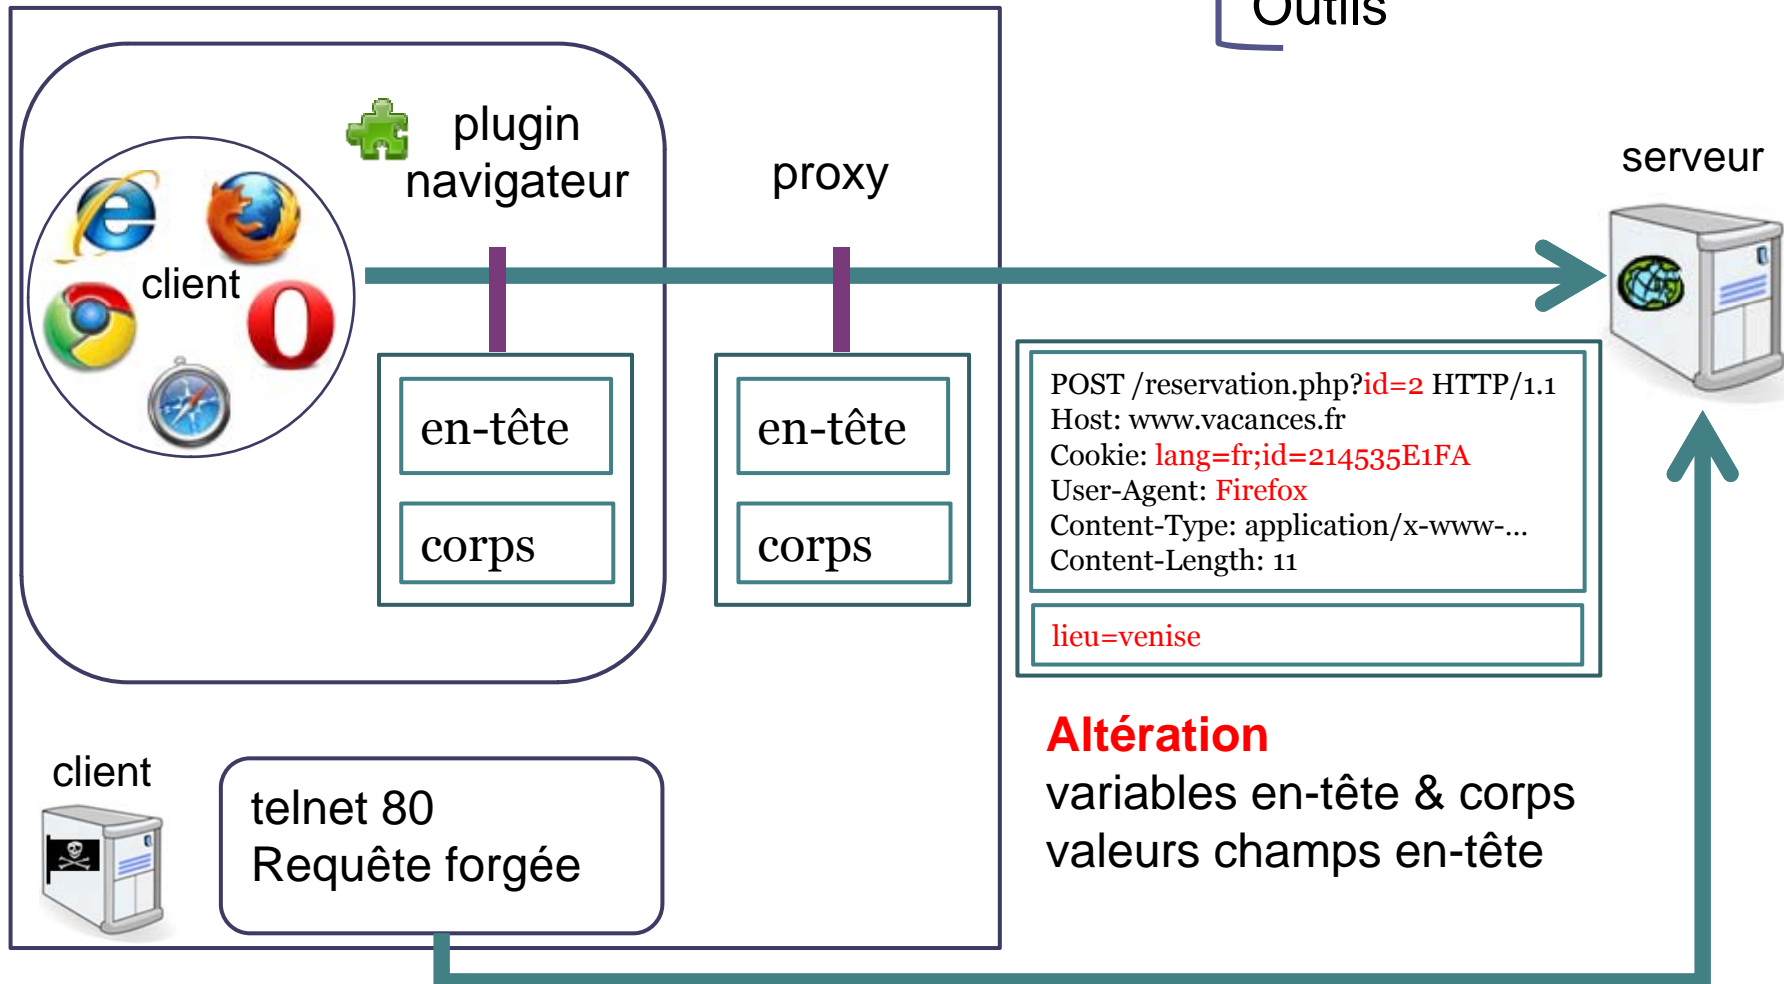 Outils
plugin
navigateur
proxy
serveur
client
en-tête
corps
en-tête
corps
POST /reservation.php?id=2 HTTP/1.1
Host: www.vacances.fr
Cookie: lang=fr;id=214535E1FA
User-Agent: Firefox
Content-Type: application/x-www-...
Content-Length: 11
lieu=venise
Altération
variables en-tête & corps
valeurs champs en-tête
client
telnet 80
Requête forgée